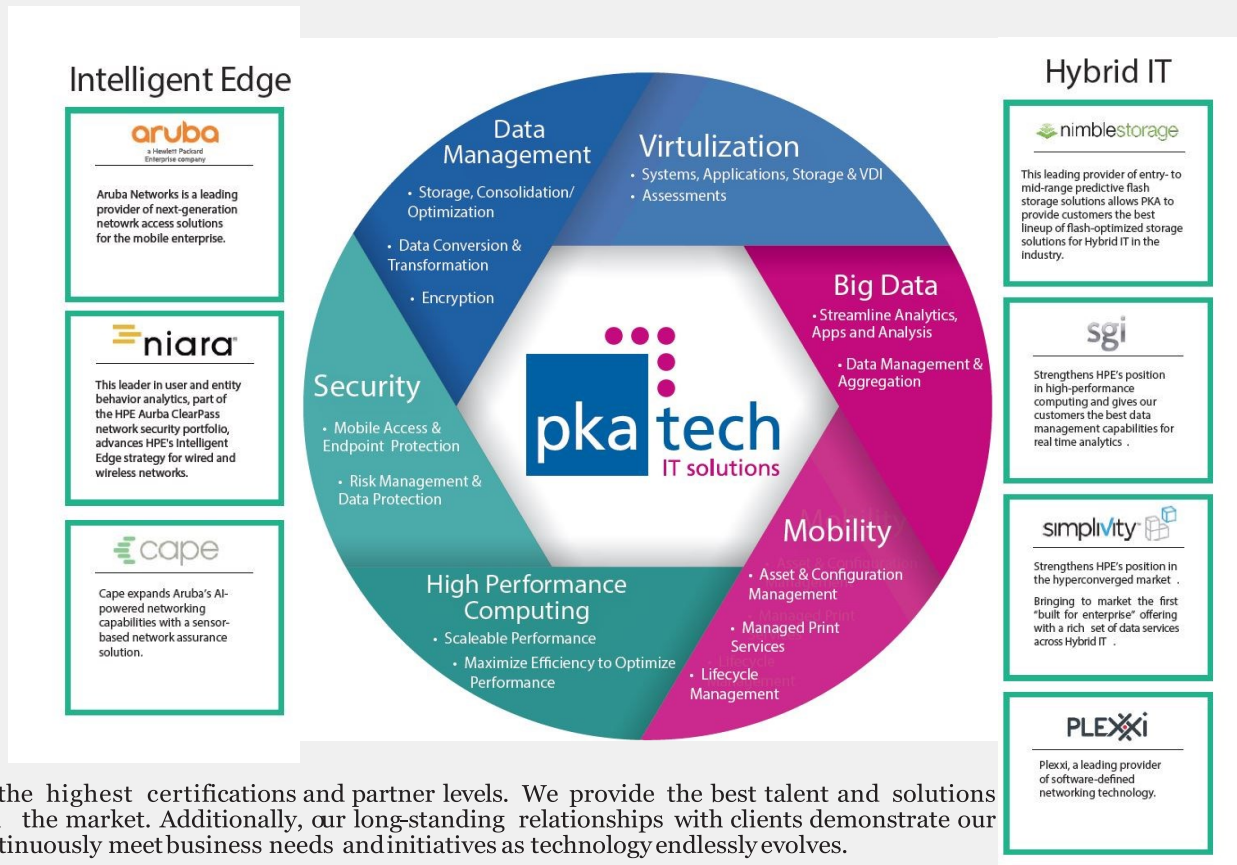 Intelligent Edge
aruba
a Hewlett Packard
Enterprise company
Aruba Networks is a leading
provider of next-generation
netowrk access solutions
for the mobile enterprise.
niara
This leader in user and entity
behavior analytics, part of
the HPE Aurba ClearPass
network security portfolio,
advances HPE's Intelligent
Edge strategy for wired and
wireless networks.
cape
Cape expands Aruba's AI-
powered networking
capabilities with a sensor-
based network assurance
solution.
Data
Management
• Storage, Consolidation/
Optimization
• Data Conversion &
Transformation
• Encryption
Virtulization
• Systems, Applications, Storage & VDI
• Assessments
Big Data
• Streamline Analytics,
Apps and Analysis
• Data Management &
Aggregation
Security
• Mobile Access &
Endpoint Protection
• Risk Management &
Data Protection
pka tech
IT solutions
Mobility
• Asset & Configuration
Management
• Managed Print
Services
• Lifecycle
Management
High Performance
Computing
• Scaleable Performance
• Maximize Efficiency to Optimize
Performance
Hybrid IT
nimblestorage
This leading provider of entry- to
mid-range predictive flash
storage solutions allows PKA to
provide customers the best
lineup of flash-optimized storage
solutions for Hybrid IT in the
industry.
sgi
Strengthens HPE's position
in high-performance
computing and gives our
customers the best data
management capabilities for
real time analytics .
simplivity
Strengthens HPE's position in
the hyperconverged market .
Bringing to market the first
"built for enterprise" offering
with a rich set of data services
across Hybrid IT .
PLEXXi
Plexxi, a leading provider
of software-defined
networking technology.
the highest certifications and partner levels. We provide the best talent and solutions
the market. Additionally, our long-standing relationships with clients demonstrate our
tinuously meet business needs and initiatives as technology endlessly evolves.